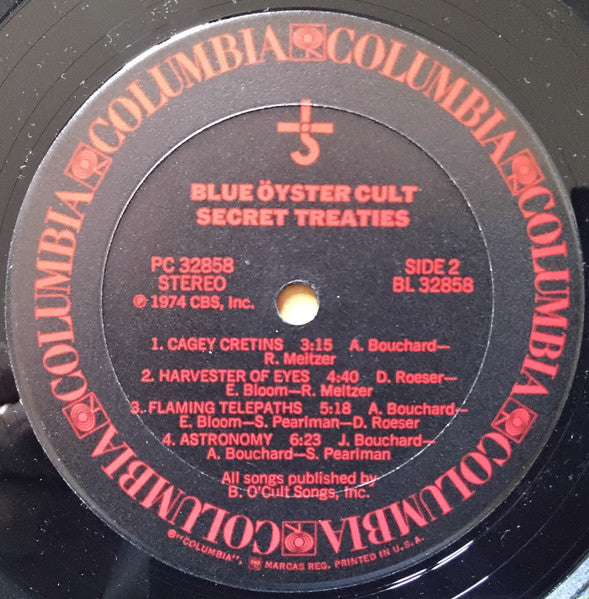 COLUMBIA COLUMBIA COLUMBIA COLUMBIA COLUMBIA COLUMBIA
BLUE ÖYSTER CULT
SECRET TREATIES
PC 32858
STEREO
℗ 1974 CBS, Inc.
SIDE 2
BL 32858
1. CAGEY CRETINS 3:15 A. Bouchard—
R. Meltzer
2. HARVESTER OF EYES 4:40 D. Roeser—
E. Bloom—R. Meltzer
3. FLAMING TELEPATHS 5:18 A. Bouchard—
E. Bloom—S. Pearlman—D. Roeser
4. ASTRONOMY 6:23 J. Bouchard—
A. Bouchard—S. Pearlman
All songs published by
B. O'Cult Songs, Inc.
®"COLUMBIA", MARCAS REG. PRINTED IN U.S.A.